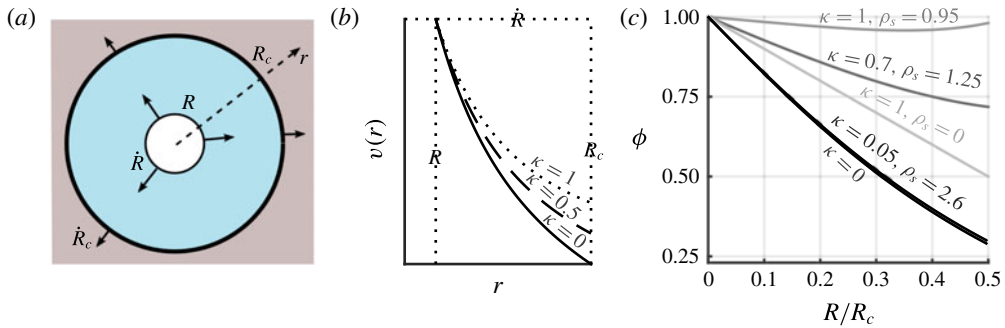 (a)
R_c
r
R
Ṙ
Ṙ_c
(b)
Ṙ
v(r)
R
R_c
κ = 1
κ = 0.5
κ = 0
r
(c)
1.00
0.75
ϕ
0.50
0.25
κ = 1, ρ_s = 0.95
κ = 0.7, ρ_s = 1.25
κ = 1, ρ_s = 0
κ = 0.05, ρ_s = 2.6
κ = 0
0 0.1 0.2 0.3 0.4 0.5
R/R_c